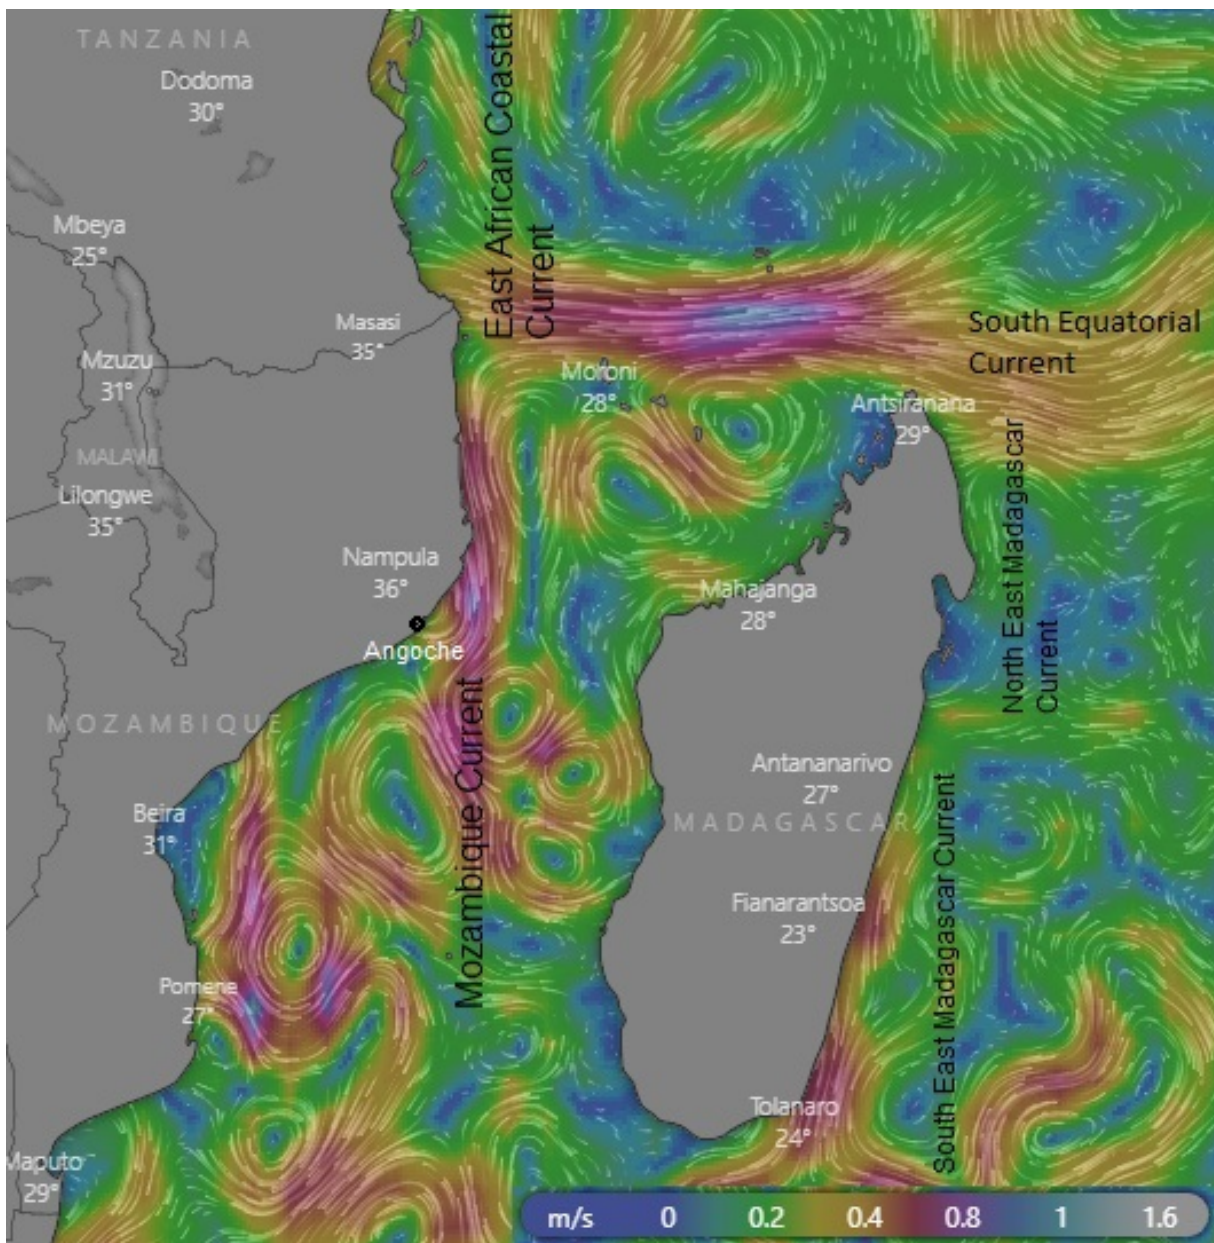 TANZANIA
Dodoma
30°
East African Coastal
Current
Mbeya
25°
Masasi
35°
South Equatorial
Current
Mzuzu
31°
Moroni
28°
Antsiranana
29°
MALAWI
Lilongwe
35°
North East Madagascar
Current
Nampula
36°
Mahajanga
28°
Angoche
MOZAMBIQUE
Mozambique Current
Antananarivo
27°
Beira
31°
MADAGASCAR
South East Madagascar Current
Fianarantsoa
23°
Pomene
27°
Tolanaro
24°
Maputo
29°
m/s 0 0.2 0.4 0.8 1 1.6